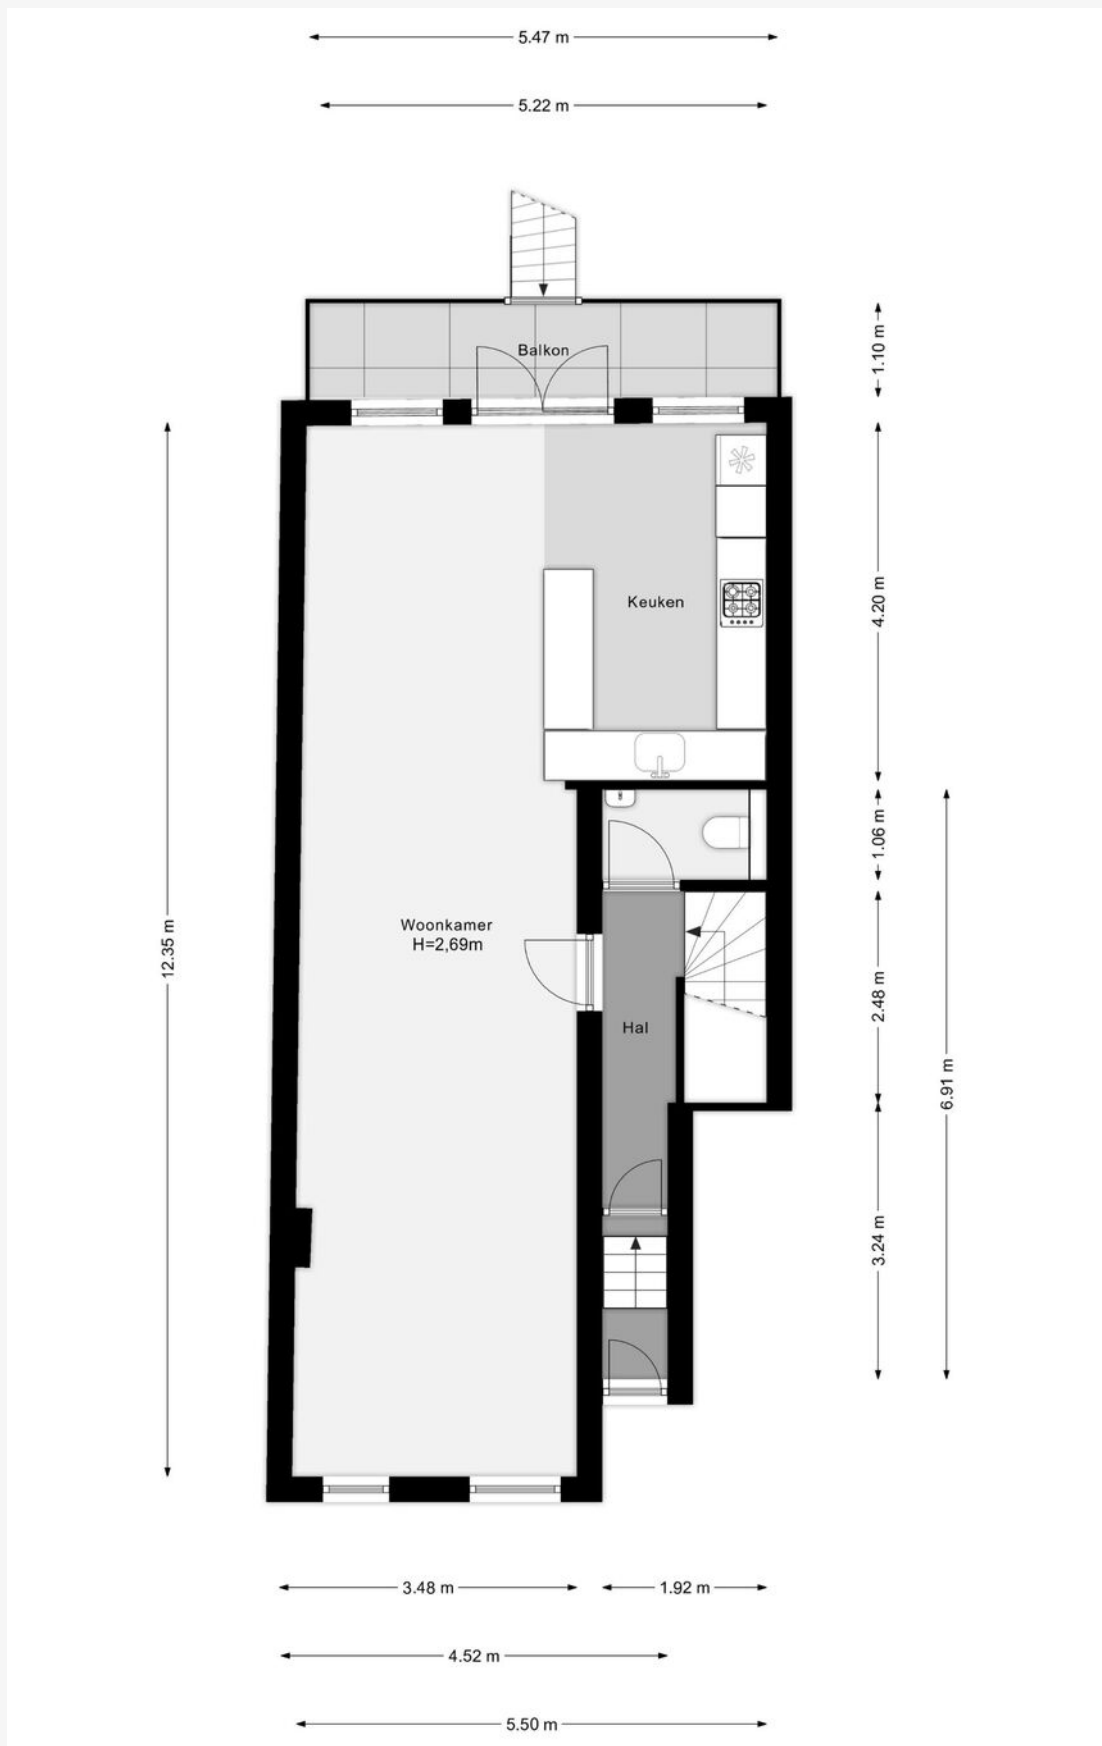 5.47 m
5.22 m
Balkon
1.10 m
4.20 m
Keuken
1.06 m
Woonkamer
H=2,69m
12.35 m
2.48 m
Hal
6.91 m
3.24 m
3.48 m
1.92 m
4.52 m
5.50 m